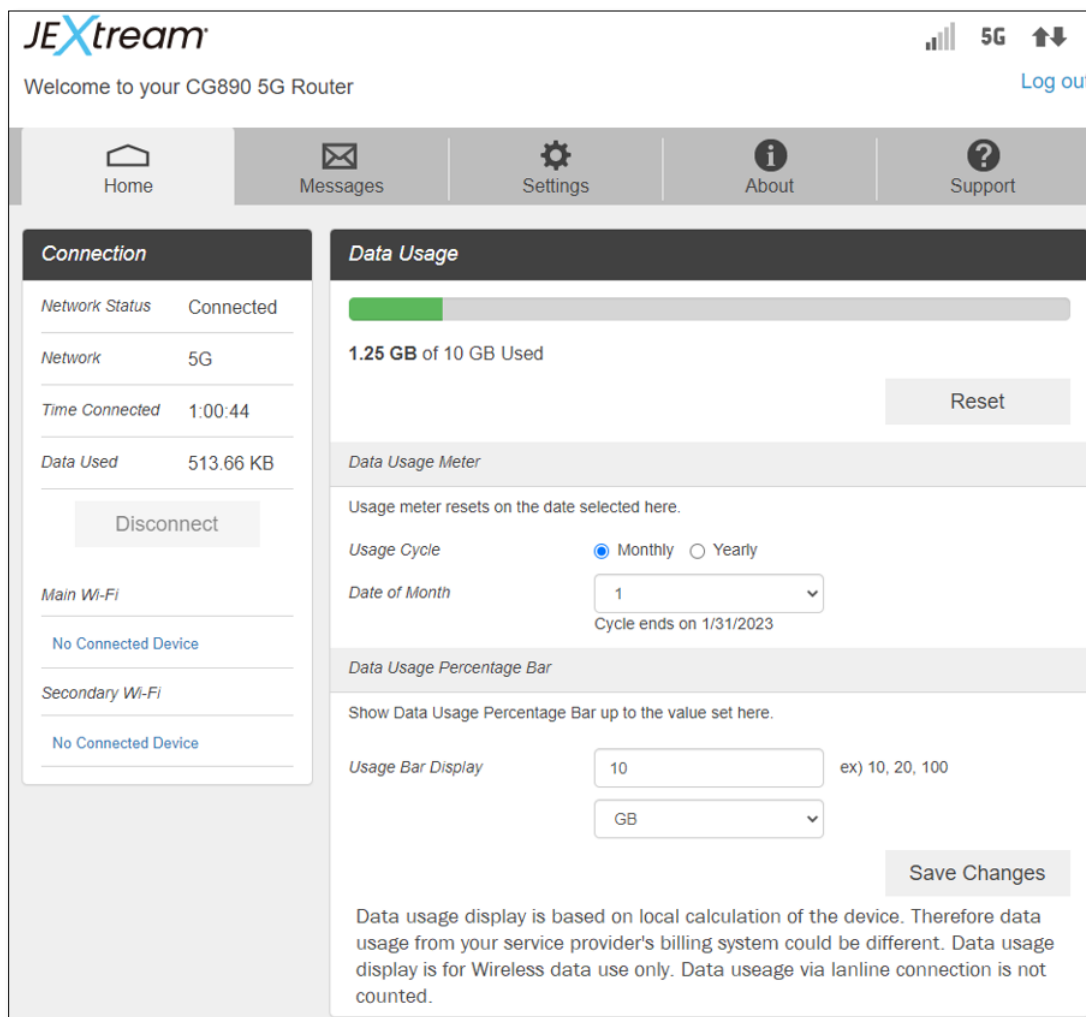 JEXtream
5G
Welcome to your CG890 5G Router
Log out
Home
Messages
Settings
About
Support
Connection
Network Status Connected
Network 5G
Time Connected 1:00:44
Data Used 513.66 KB
Disconnect
Main Wi-Fi
No Connected Device
Secondary Wi-Fi
No Connected Device
Data Usage
1.25 GB of 10 GB Used
Reset
Data Usage Meter
Usage meter resets on the date selected here.
Usage Cycle Monthly Yearly
Date of Month 1
Cycle ends on 1/31/2023
Data Usage Percentage Bar
Show Data Usage Percentage Bar up to the value set here.
Usage Bar Display 10 ex) 10, 20, 100
GB
Save Changes
Data usage display is based on local calculation of the device. Therefore data
usage from your service provider's billing system could be different. Data usage
display is for Wireless data use only. Data useage via lanline connection is not
counted.